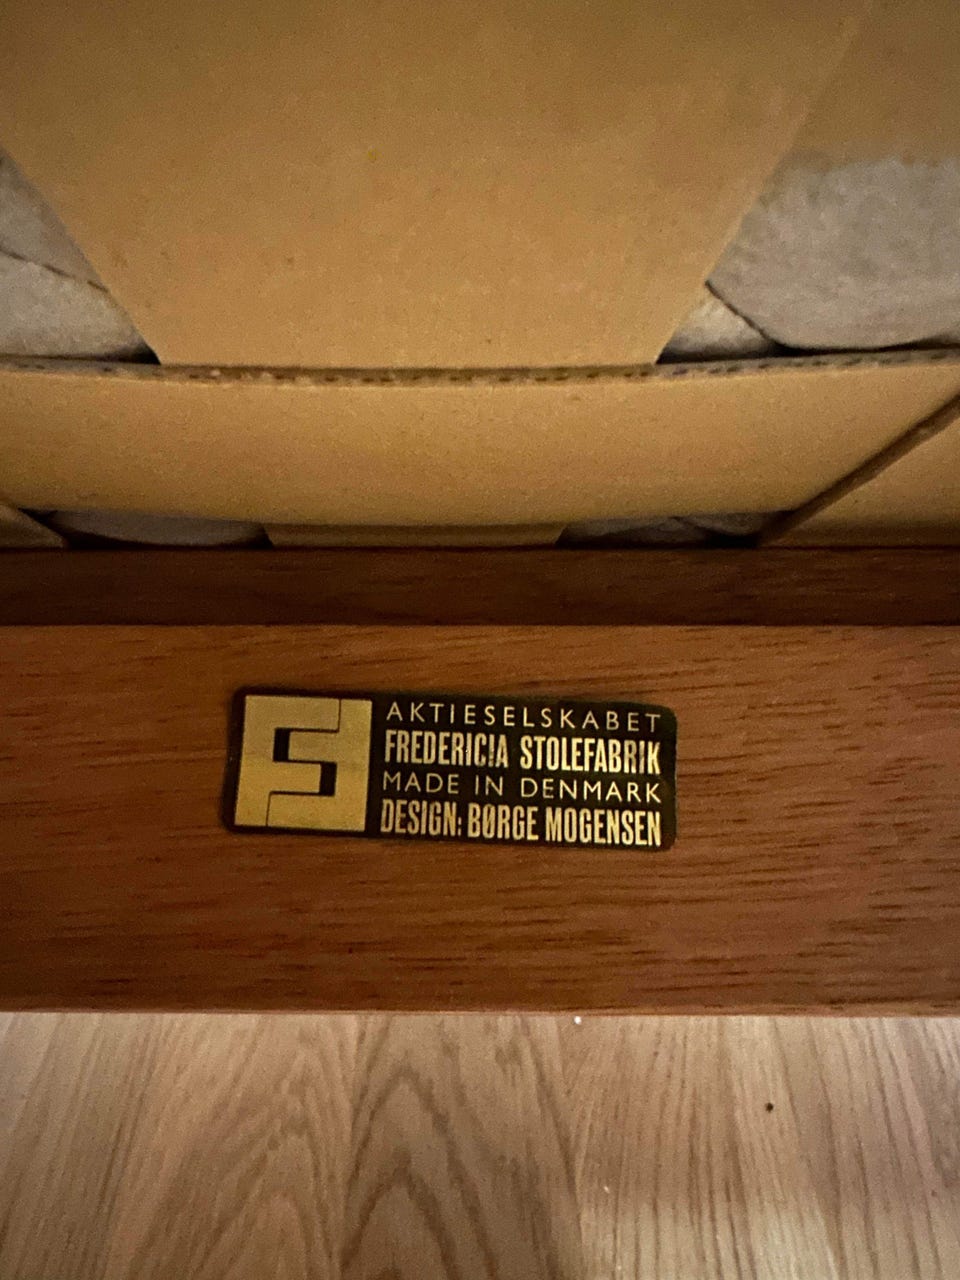 AKTIESELSKABET
FREDERICIA STOLEFABRIK
MADE IN DENMARK
DESIGN: BØRGE MOGENSEN